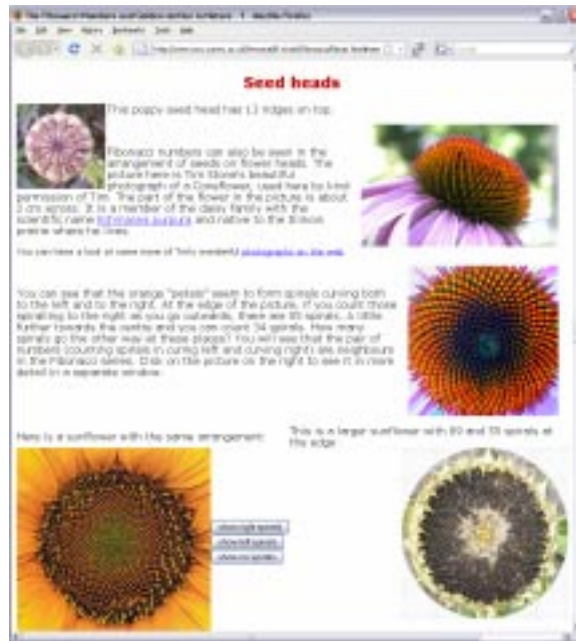 Seed heads
This poppy seed head has 13 ridges on top.
Fibonacci numbers can also be seen in the
arrangement of seeds on flower heads. The
picture here is Tim Stone's beautiful
photograph of a Coneflower, used here by kind
permission of Tim. The part of the flower in the picture is about
2 cm across. It is a member of the daisy family with the
scientific name Echinacea purpura and native to the Illinois
prairie where he lives.
You can have a look at some more of Tim's wonderful photographs on the web.
You can see that the orange "petals" seem to form spirals curving both
to the left and to the right. At the edge of the picture, if you count those
spiralling to the right as you go outwards, there are 55 spirals. A little
further towards the centre and you can count 34 spirals. How many
spirals go the other way at these places? You will see that the pair of
numbers (counting spirals in curing left and curving right) are neighbours
in the Fibonacci series. Click on the picture on the right to see it in more
detail in a separate window.
Here is a sunflower with the same arrangement:
This is a larger sunflower with 89 and 55 spirals at
the edge:
show right spirals
show left spirals
show no spirals